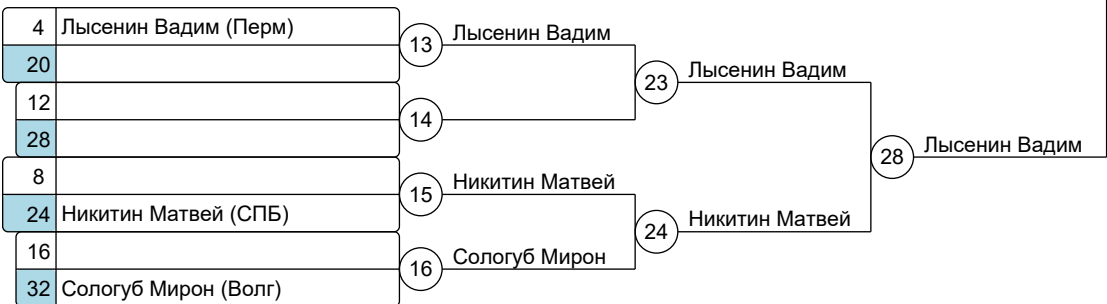 4 Лысенин Вадим (Перм)
13 Лысенин Вадим
20
23 Лысенин Вадим
12
14
28
28 Лысенин Вадим
8
15 Никитин Матвей
24 Никитин Матвей (СПБ)
24 Никитин Матвей
16
16 Сологуб Мирон
32 Сологуб Мирон (Волг)